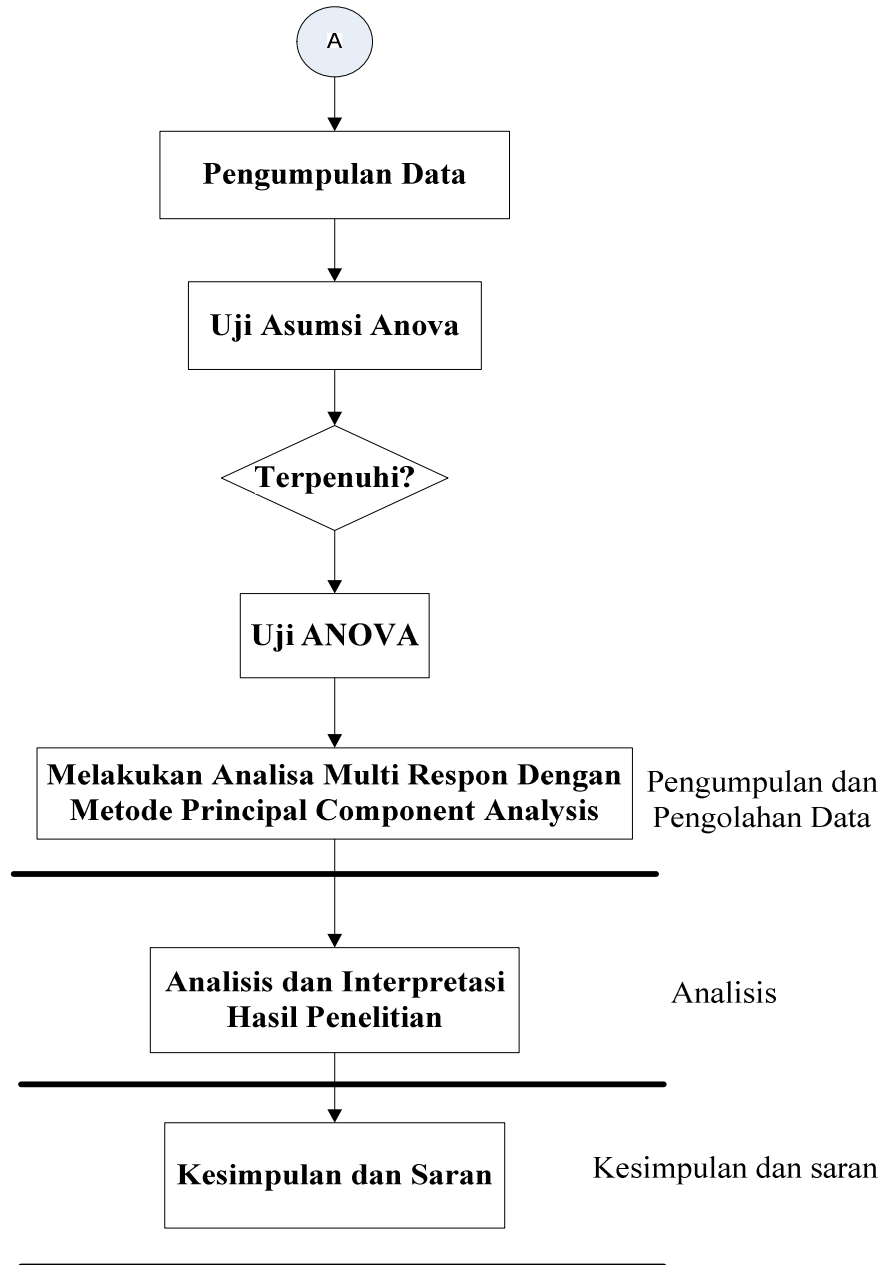 A
Pengumpulan Data
Uji Asumsi Anova
Terpenuhi?
Uji ANOVA
Melakukan Analisa Multi Respon Dengan
Metode Principal Component Analysis
Pengumpulan dan
Pengolahan Data
Analisis dan Interpretasi
Hasil Penelitian
Analisis
Kesimpulan dan Saran
Kesimpulan dan saran